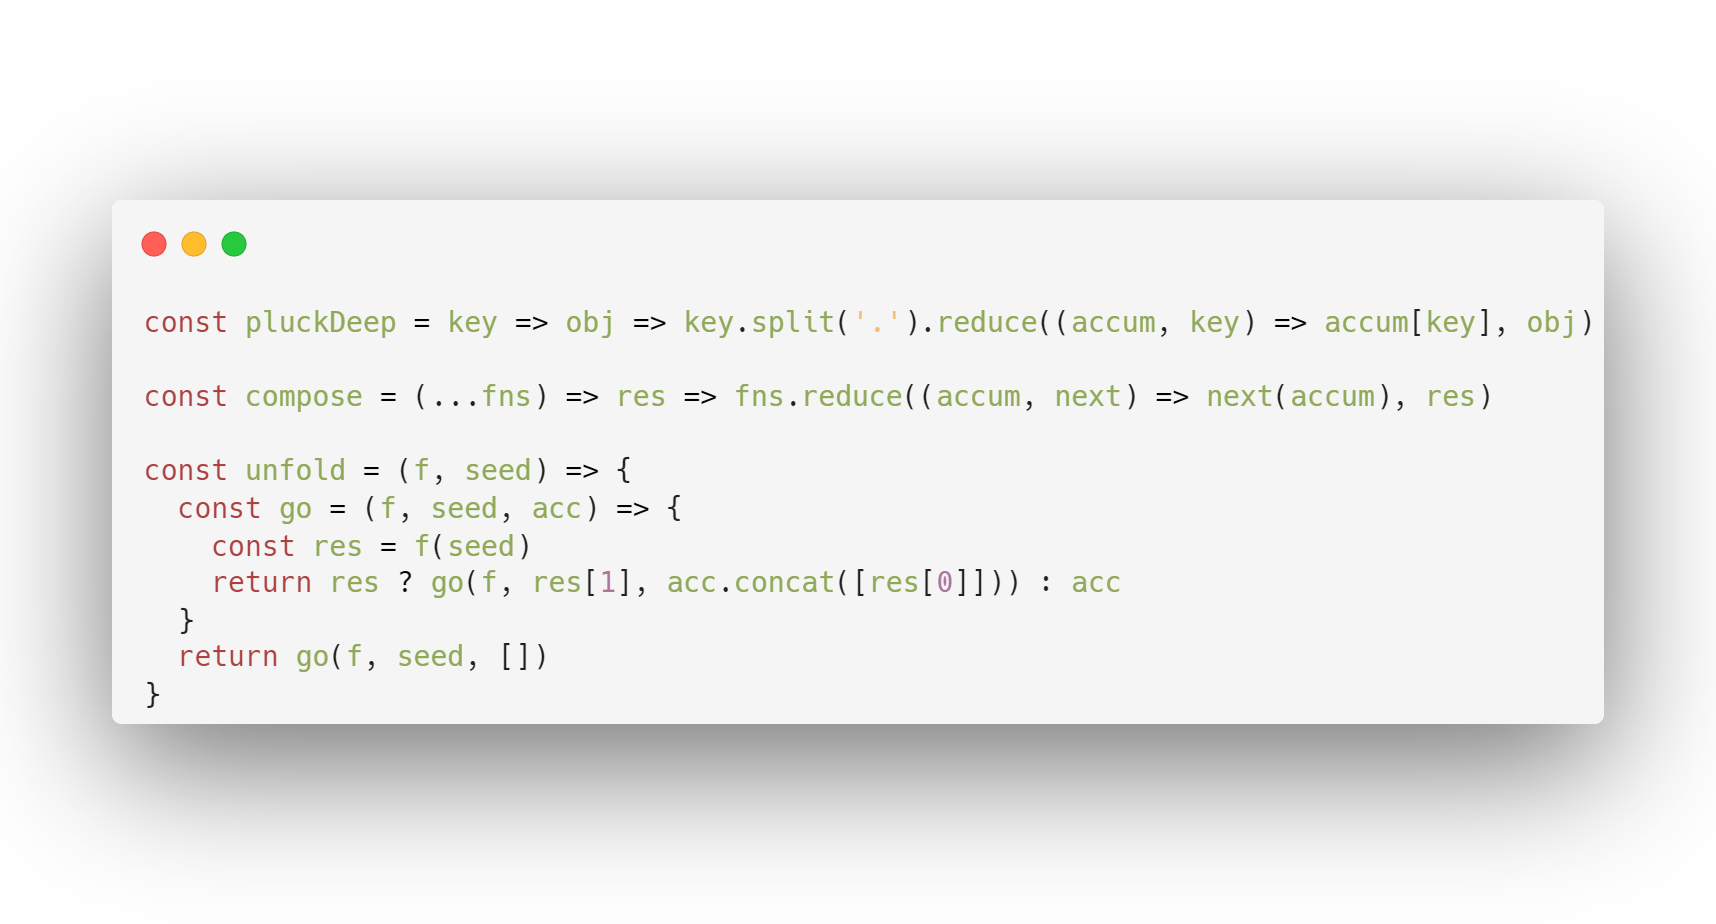 const pluckDeep = key => obj => key.split('.').reduce((accum, key) => accum[key], obj)
const compose = (...fns) => res => fns.reduce((accum, next) => next(accum), res)
const unfold = (f, seed) => {
  const go = (f, seed, acc) => {
    const res = f(seed)
    return res ? go(f, res[1], acc.concat([res[0]])) : acc
  }
  return go(f, seed, [])
}